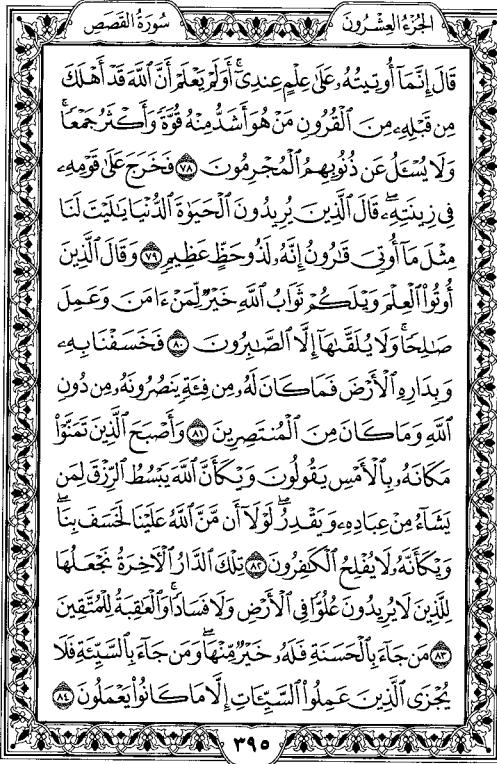 الجُزْءُ العِشْرُونَ
سُورَةُ القَصَصِ
قَالَ إِنَّمَآ أُوتِيتُهُۥ عَلَىٰ عِلْمٍ عِندِىٓ ۚ أَوَلَمْ يَعْلَمْ أَنَّ ٱللَّهَ قَدْ أَهْلَكَ
مِن قَبْلِهِۦ مِنَ ٱلْقُرُونِ مَنْ هُوَ أَشَدُّ مِنْهُ قُوَّةً وَأَكْثَرُ جَمْعًا ۚ
وَلَا يُسْـَٔلُ عَن ذُنُوبِهِمُ ٱلْمُجْرِمُونَ ٧٨ فَخَرَجَ عَلَىٰ قَوْمِهِۦ
فِى زِينَتِهِۦ ۖ قَالَ ٱلَّذِينَ يُرِيدُونَ ٱلْحَيَوٰةَ ٱلدُّنْيَا يَـٰلَيْتَ لَنَا
مِثْلَ مَآ أُوتِىَ قَـٰرُونُ إِنَّهُۥ لَذُو حَظٍّ عَظِيمٍ ٧٩ وَقَالَ ٱلَّذِينَ
أُوتُوا۟ ٱلْعِلْمَ وَيْلَكُمْ ثَوَابُ ٱللَّهِ خَيْرٌ لِّمَنْ ءَامَنَ وَعَمِلَ
صَـٰلِحًا ۚ وَلَا يُلَقَّىٰهَآ إِلَّا ٱلصَّـٰبِرُونَ ٨٠ فَخَسَفْنَا بِهِۦ
وَبِدَارِهِ ٱلْأَرْضَ فَمَا كَانَ لَهُۥ مِن فِئَةٍ يَنصُرُونَهُۥ مِن دُونِ
ٱللَّهِ وَمَا كَانَ مِنَ ٱلْمُنتَصِرِينَ ٨١ وَأَصْبَحَ ٱلَّذِينَ تَمَنَّوْا۟
مَكَانَهُۥ بِٱلْأَمْسِ يَقُولُونَ وَيْكَأَنَّ ٱللَّهَ يَبْسُطُ ٱلرِّزْقَ لِمَن
يَشَآءُ مِنْ عِبَادِهِۦ وَيَقْدِرُ ۖ لَوْلَآ أَن مَّنَّ ٱللَّهُ عَلَيْنَا لَخَسَفَ بِنَا ۖ
وَيْكَأَنَّهُۥ لَا يُفْلِحُ ٱلْكَـٰفِرُونَ ٨٢ تِلْكَ ٱلدَّارُ ٱلْـَٔاخِرَةُ نَجْعَلُهَا
لِلَّذِينَ لَا يُرِيدُونَ عُلُوًّا فِى ٱلْأَرْضِ وَلَا فَسَادًا ۚ وَٱلْعَـٰقِبَةُ لِلْمُتَّقِينَ
٨٣ مَن جَآءَ بِٱلْحَسَنَةِ فَلَهُۥ خَيْرٌ مِّنْهَا ۖ وَمَن جَآءَ بِٱلسَّيِّئَةِ فَلَا
يُجْزَى ٱلَّذِينَ عَمِلُوا۟ ٱلسَّيِّـَٔاتِ إِلَّا مَا كَانُوا۟ يَعْمَلُونَ ٨٤
٣٩٥